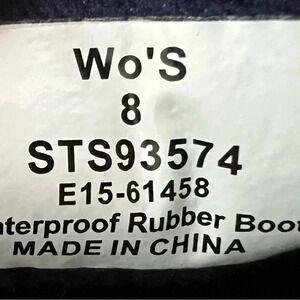 Wo'S
8
STS93574
E15-61458
aterproof Rubber Boot
MADE IN CHINA